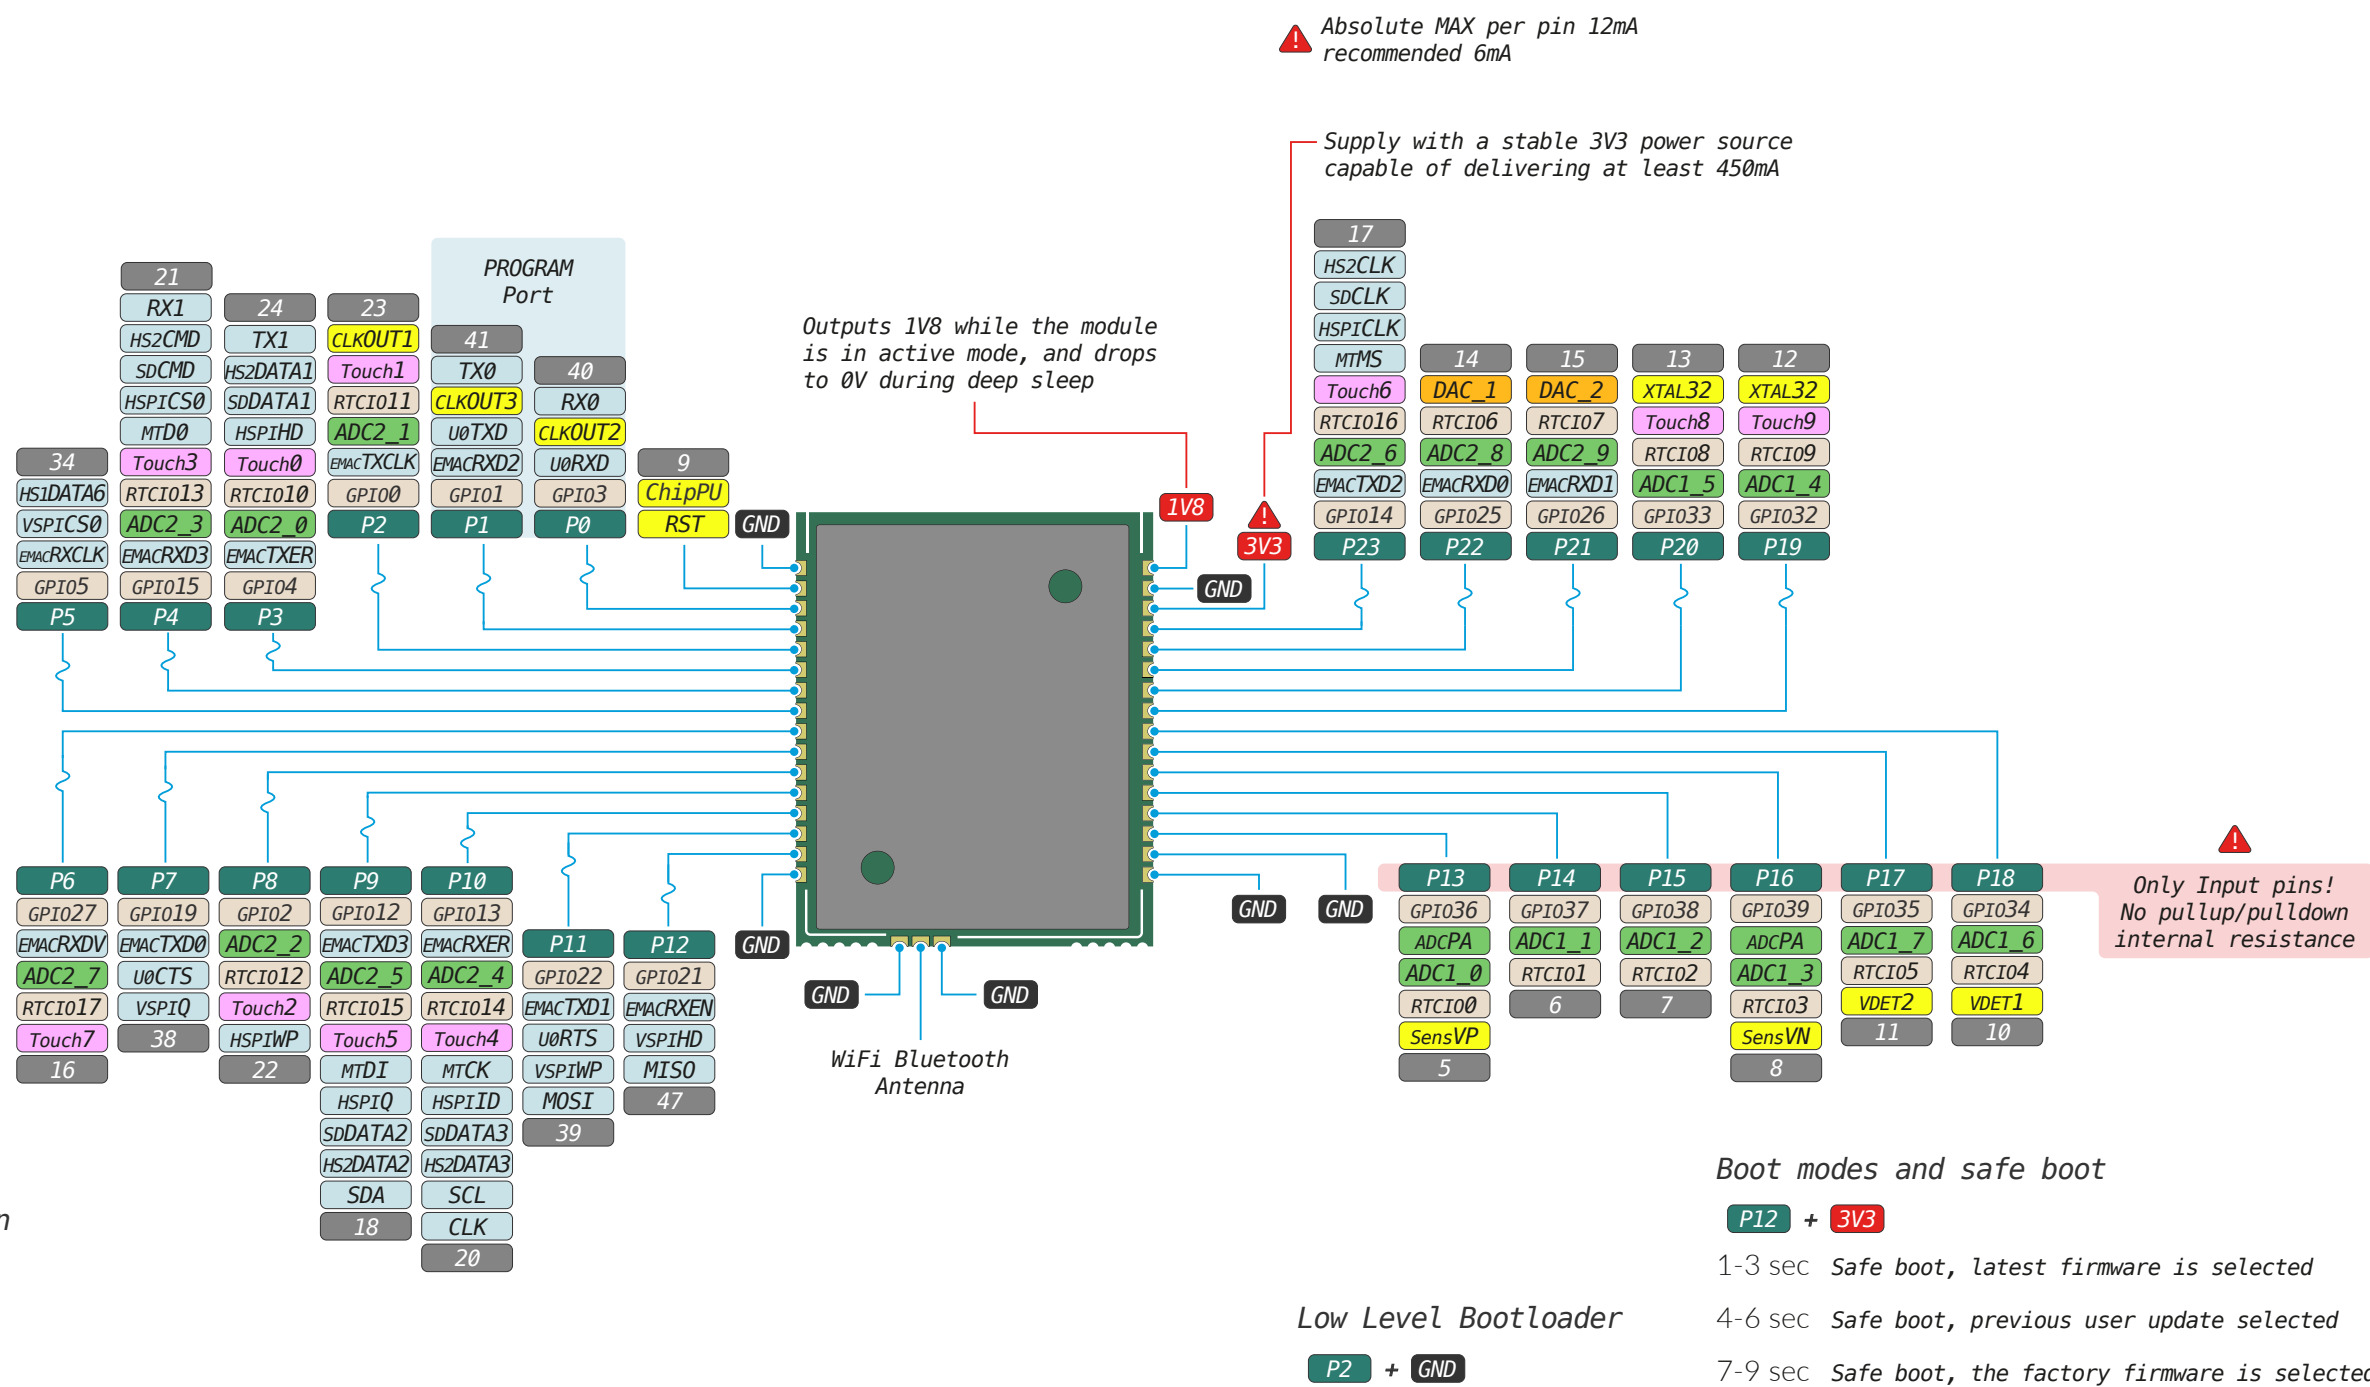 Absolute MAX per pin 12mA
recommended 6mA
Supply with a stable 3V3 power source
capable of delivering at least 450mA
PROGRAM
Port
Outputs 1V8 while the module
is in active mode, and drops
to 0V during deep sleep
34
HS1DATA6
VSPICS0
EMACRXCLK
GPIO5
P5
21
RX1
HS2CMD
SDCMD
HSPICS0
MTDO
Touch3
RTCIO13
ADC2_3
EMACRXD3
GPIO15
P4
24
TX1
HS2DATA1
SDDATA1
HSPIHD
Touch0
RTCIO10
ADC2_0
EMACTXER
GPIO4
P3
23
CLKOUT1
Touch1
RTCIO11
ADC2_1
EMACTXCLK
GPIO0
P2
41
TX0
CLKOUT3
U0TXD
EMACRXD2
GPIO1
P1
40
RX0
CLKOUT2
U0RXD
GPIO3
P0
9
ChipPU
RST
GND
1V8
GND
3V3
17
HS2CLK
SDCLK
HSPICLK
MTMS
Touch6
RTCIO16
ADC2_6
EMACTXD2
GPIO14
P23
14
DAC_1
RTCIO6
ADC2_8
EMACRXD0
GPIO25
P22
15
DAC_2
RTCIO7
ADC2_9
EMACRXD1
GPIO26
P21
13
XTAL32
Touch8
RTCIO8
ADC1_5
GPIO33
P20
12
XTAL32
Touch9
RTCIO9
ADC1_4
GPIO32
P19
P6
GPIO27
EMACRXDV
ADC2_7
RTCIO17
Touch7
16
P7
GPIO19
EMACTXD0
U0CTS
VSPIQ
38
P8
GPIO2
ADC2_2
RTCIO12
Touch2
HSPIWP
22
P9
GPIO12
EMACTXD3
ADC2_5
RTCIO15
Touch5
MTDI
HSPIQ
SDDATA2
HS2DATA2
SDA
18
P10
GPIO13
EMACRXER
ADC2_4
RTCIO14
Touch4
MTCK
HSPIID
SDDATA3
HS2DATA3
SCL
CLK
20
P11
GPIO22
EMACTXD1
U0RTS
VSPIWP
MOSI
39
P12
GPIO21
EMACRXEN
VSPIHD
MISO
47
GND
GND
GND
WiFi Bluetooth
Antenna
GND
GND
P13
GPIO36
ADCPA
ADC1_0
RTCIO0
SensVP
5
P14
GPIO37
ADC1_1
RTCIO1
6
P15
GPIO38
ADC1_2
RTCIO2
7
P16
GPIO39
ADCPA
ADC1_3
RTCIO3
SensVN
8
P17
GPIO35
ADC1_7
RTCIO5
VDET2
11
P18
GPIO34
ADC1_6
RTCIO4
VDET1
10
Only Input pins!
No pullup/pulldown
internal resistance
n
Boot modes and safe boot
P12 + 3V3
1-3 sec Safe boot, latest firmware is selected
4-6 sec Safe boot, previous user update selected
7-9 sec Safe boot, the factory firmware is selected
Low Level Bootloader
P2 + GND